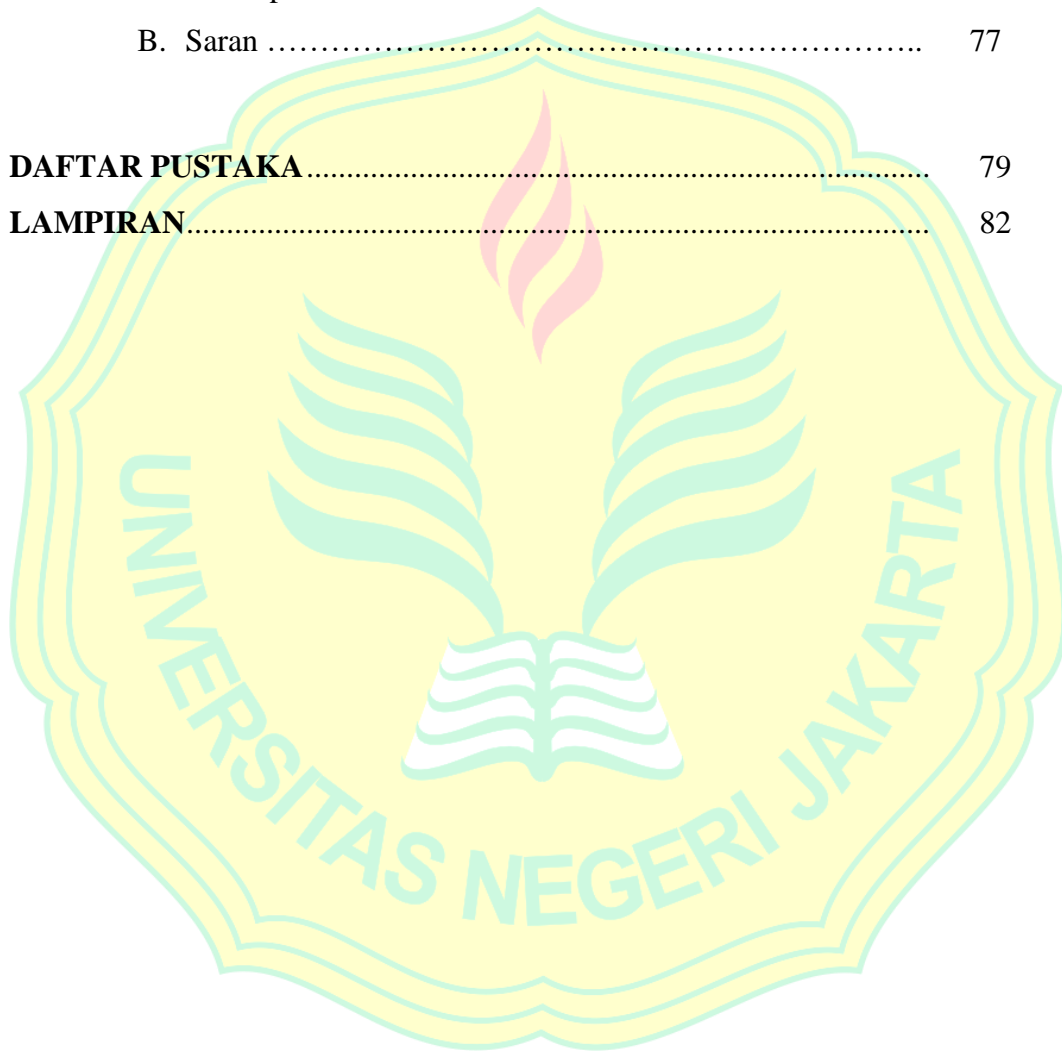 B. Saran ……………………………………………………….. 77
DAFTAR PUSTAKA.............................................................................. 79
LAMPIRAN............................................................................................. 82
UNIVERSITAS NEGERI JAKARTA